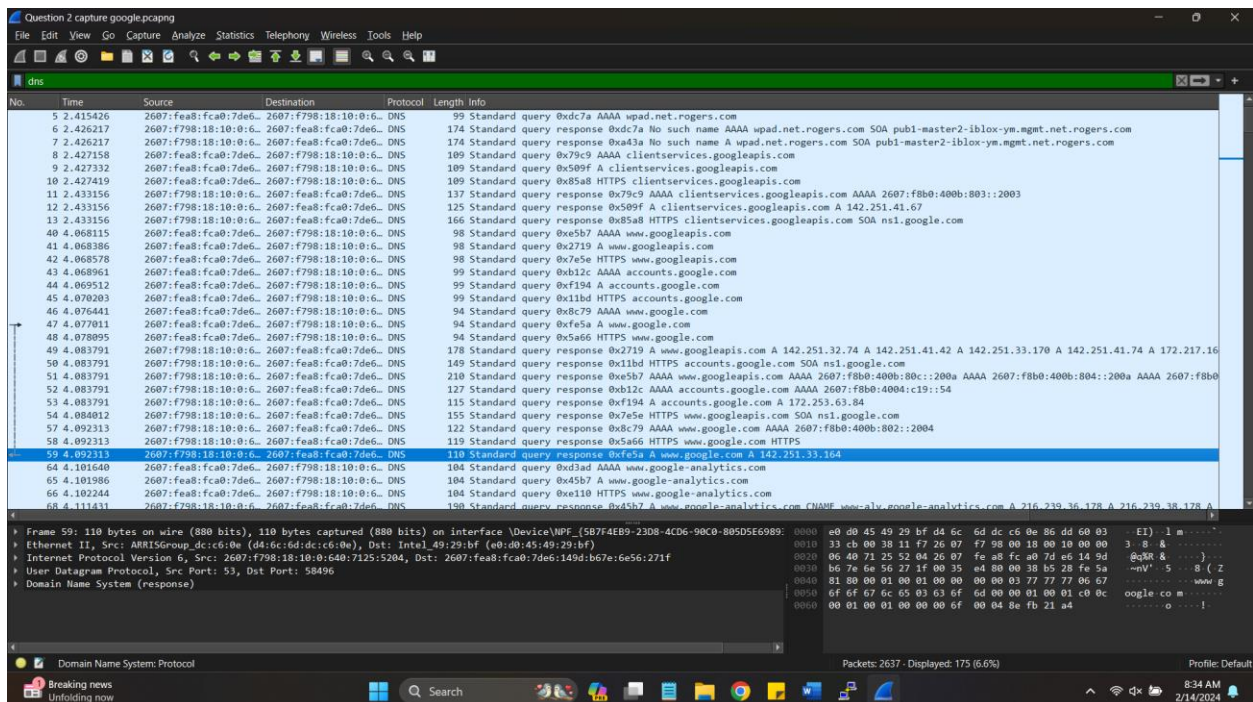 Question 2 capture google.pcapng
File Edit View Go Capture Analyze Statistics Telephony Wireless Tools Help
dns
No. Time Source Destination Protocol Length Info
5 2.415426 2607:fea8:fca0:7de6… 2607:f798:18:10:0:6… DNS 99 Standard query 0xdc7a AAAA wpad.net.rogers.com
6 2.426217 2607:f798:18:10:0:6… 2607:fea8:fca0:7de6… DNS 174 Standard query response 0xdc7a No such name AAAA wpad.net.rogers.com SOA pub1-master2-iblox-ym.mgmt.net.rogers.com
7 2.426217 2607:f798:18:10:0:6… 2607:fea8:fca0:7de6… DNS 174 Standard query response 0xa43a No such name A wpad.net.rogers.com SOA pub1-master2-iblox-ym.mgmt.net.rogers.com
8 2.427158 2607:fea8:fca0:7de6… 2607:f798:18:10:0:6… DNS 109 Standard query 0x79c9 AAAA clientservices.googleapis.com
9 2.427332 2607:fea8:fca0:7de6… 2607:f798:18:10:0:6… DNS 109 Standard query 0x509f A clientservices.googleapis.com
10 2.427419 2607:fea8:fca0:7de6… 2607:f798:18:10:0:6… DNS 109 Standard query 0x85a8 HTTPS clientservices.googleapis.com
11 2.433156 2607:f798:18:10:0:6… 2607:fea8:fca0:7de6… DNS 137 Standard query response 0x79c9 AAAA clientservices.googleapis.com AAAA 2607:f8b0:400b:803::2003
12 2.433156 2607:f798:18:10:0:6… 2607:fea8:fca0:7de6… DNS 125 Standard query response 0x509f A clientservices.googleapis.com A 142.251.41.67
13 2.433156 2607:f798:18:10:0:6… 2607:fea8:fca0:7de6… DNS 166 Standard query response 0x85a8 HTTPS clientservices.googleapis.com SOA ns1.google.com
40 4.068115 2607:fea8:fca0:7de6… 2607:f798:18:10:0:6… DNS 98 Standard query 0xe5b7 AAAA www.googleapis.com
41 4.068386 2607:fea8:fca0:7de6… 2607:f798:18:10:0:6… DNS 98 Standard query 0x2719 A www.googleapis.com
42 4.068578 2607:fea8:fca0:7de6… 2607:f798:18:10:0:6… DNS 98 Standard query 0x7e5e HTTPS www.googleapis.com
43 4.068961 2607:fea8:fca0:7de6… 2607:f798:18:10:0:6… DNS 99 Standard query 0xb12c AAAA accounts.google.com
44 4.069512 2607:fea8:fca0:7de6… 2607:f798:18:10:0:6… DNS 99 Standard query 0xf194 A accounts.google.com
45 4.070203 2607:fea8:fca0:7de6… 2607:f798:18:10:0:6… DNS 99 Standard query 0x11bd HTTPS accounts.google.com
46 4.076441 2607:fea8:fca0:7de6… 2607:f798:18:10:0:6… DNS 94 Standard query 0x8c79 AAAA www.google.com
47 4.077011 2607:fea8:fca0:7de6… 2607:f798:18:10:0:6… DNS 94 Standard query 0xfe5a A www.google.com
48 4.078095 2607:fea8:fca0:7de6… 2607:f798:18:10:0:6… DNS 94 Standard query 0x5a66 HTTPS www.google.com
49 4.083791 2607:f798:18:10:0:6… 2607:fea8:fca0:7de6… DNS 178 Standard query response 0x2719 A www.googleapis.com A 142.251.32.74 A 142.251.41.42 A 142.251.33.170 A 142.251.41.74 A 172.217.16
50 4.083791 2607:f798:18:10:0:6… 2607:fea8:fca0:7de6… DNS 149 Standard query response 0x11bd HTTPS accounts.google.com SOA ns1.google.com
51 4.083791 2607:f798:18:10:0:6… 2607:fea8:fca0:7de6… DNS 210 Standard query response 0xe5b7 AAAA www.googleapis.com AAAA 2607:f8b0:400b:80c::200a AAAA 2607:f8b0:400b:804::200a AAAA 2607:f8b0
52 4.083791 2607:f798:18:10:0:6… 2607:fea8:fca0:7de6… DNS 127 Standard query response 0xb12c AAAA accounts.google.com AAAA 2607:f8b0:4004:c19::54
53 4.083791 2607:f798:18:10:0:6… 2607:fea8:fca0:7de6… DNS 115 Standard query response 0xf194 A accounts.google.com A 172.253.63.84
54 4.084012 2607:f798:18:10:0:6… 2607:fea8:fca0:7de6… DNS 155 Standard query response 0x7e5e HTTPS www.googleapis.com SOA ns1.google.com
57 4.092313 2607:f798:18:10:0:6… 2607:fea8:fca0:7de6… DNS 122 Standard query response 0x8c79 AAAA www.google.com AAAA 2607:f8b0:400b:802::2004
58 4.092313 2607:f798:18:10:0:6… 2607:fea8:fca0:7de6… DNS 119 Standard query response 0x5a66 HTTPS www.google.com HTTPS
59 4.092313 2607:f798:18:10:0:6… 2607:fea8:fca0:7de6… DNS 110 Standard query response 0xfe5a A www.google.com A 142.251.33.164
64 4.101640 2607:fea8:fca0:7de6… 2607:f798:18:10:0:6… DNS 104 Standard query 0xd3ad AAAA www.google-analytics.com
65 4.101986 2607:fea8:fca0:7de6… 2607:f798:18:10:0:6… DNS 104 Standard query 0x45b7 A www.google-analytics.com
66 4.102244 2607:fea8:fca0:7de6… 2607:f798:18:10:0:6… DNS 104 Standard query 0xe110 HTTPS www.google-analytics.com
68 4.111431 2607:f798:18:10:0:6… 2607:fea8:fca0:7de6… DNS 190 Standard query response 0x45b7 A www.google-analytics.com CNAME www-alv.google-analytics.com A 216.239.36.178 A 216.239.38.178 A
Frame 59: 110 bytes on wire (880 bits), 110 bytes captured (880 bits) on interface \Device\NPF_{5B7F4EB9-23D8-4CD6-90C0-805D5E6989
Ethernet II, Src: ARRISGroup_dc:c6:0e (d4:6c:6d:dc:c6:0e), Dst: Intel_49:29:bf (e0:d0:45:49:29:bf)
Internet Protocol Version 6, Src: 2607:f798:18:10:0:640:7125:5204, Dst: 2607:fea8:fca0:7de6:149d:b67e:6e56:271f
User Datagram Protocol, Src Port: 53, Dst Port: 58496
Domain Name System (response)
0000 e0 d0 45 49 29 bf d4 6c 6d dc c6 0e 86 dd 60 03 ··EI)··l m·····`·
0010 33 cb 00 38 11 f7 26 07 f7 98 00 18 00 10 00 00 3··8··&· ········
0020 06 40 71 25 52 04 26 07 fe a8 fc a0 7d e6 14 9d ·@q%R·&· ····}···
0030 b6 7e 6e 56 27 1f 00 35 e4 80 00 38 b5 28 fe 5a ·~nV'··5 ···8·(·Z
0040 81 80 00 01 00 01 00 00 00 00 03 77 77 77 06 67 ········ ···www·g
0050 6f 6f 67 6c 65 03 63 6f 6d 00 00 01 00 01 c0 0c oogle·co m·······
0060 00 01 00 01 00 00 00 6f 00 04 8e fb 21 a4 ·······o ····!·
Domain Name System: Protocol
Packets: 2637 · Displayed: 175 (6.6%)
Profile: Default
1
Breaking news
Unfolding now
Search
8:34 AM
2/14/2024